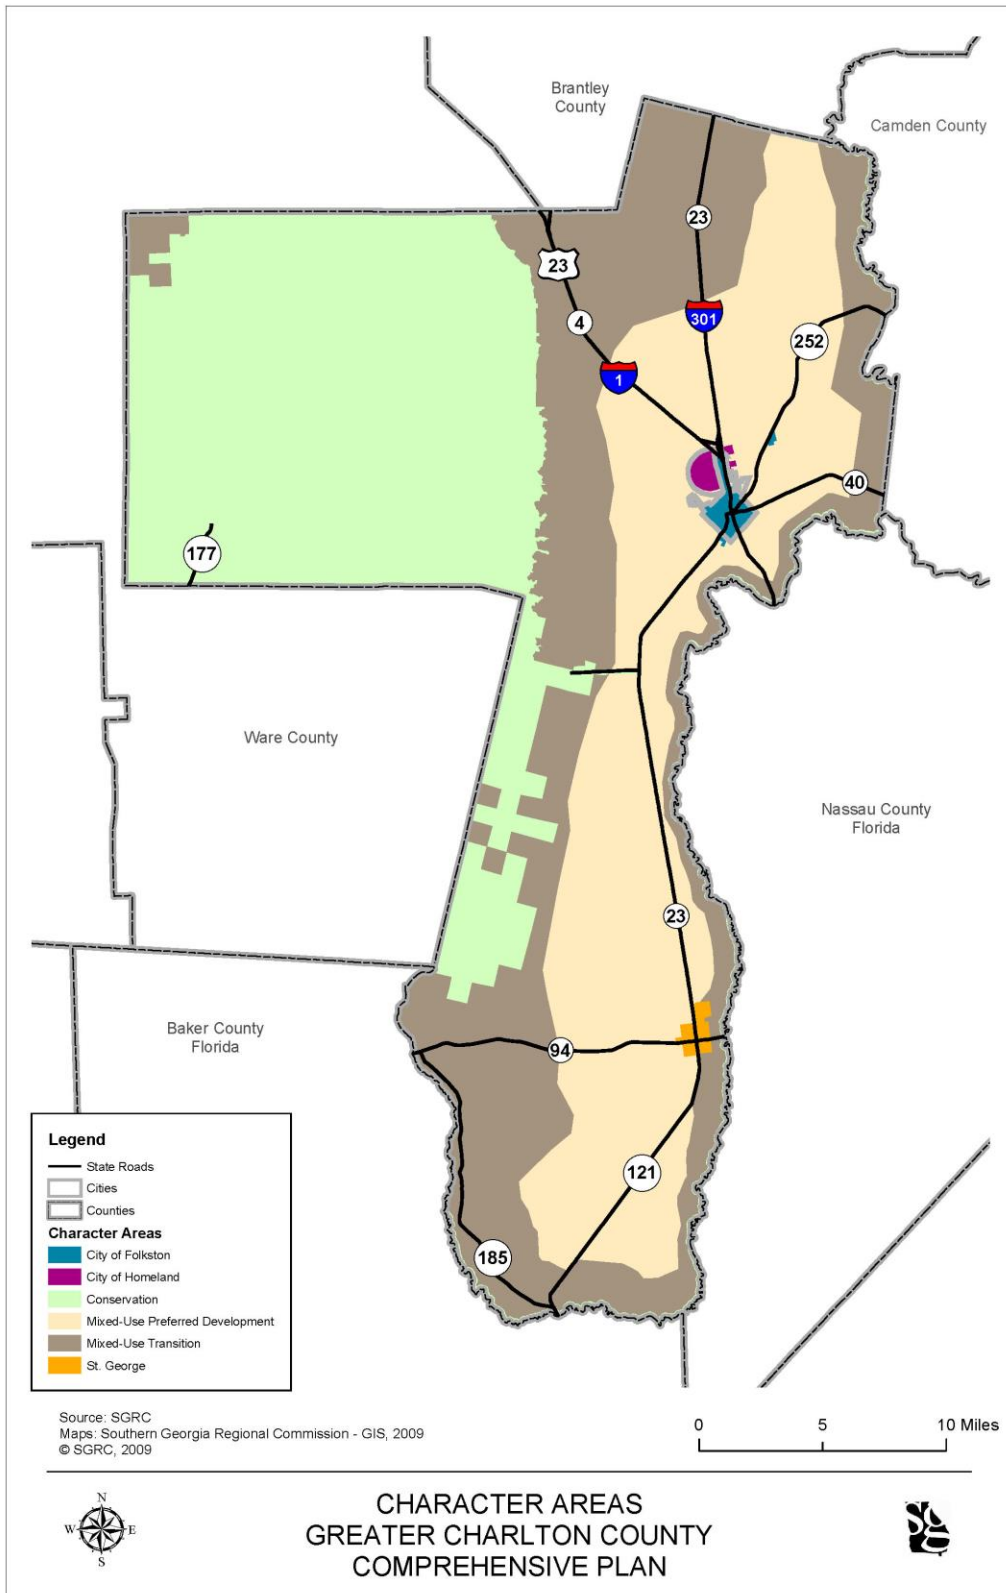 Brantley
County
Camden County
23
23
301
4
252
1
40
177
Ware County
Nassau County
Florida
23
Baker County
Florida
94
121
185
Legend
State Roads
Cities
Counties
Character Areas
City of Folkston
City of Homeland
Conservation
Mixed-Use Preferred Development
Mixed-Use Transition
St. George
Source: SGRC
Maps: Southern Georgia Regional Commission - GIS, 2009
© SGRC, 2009
0 5 10 Miles
N
W E
S
CHARACTER AREAS
GREATER CHARLTON COUNTY
COMPREHENSIVE PLAN